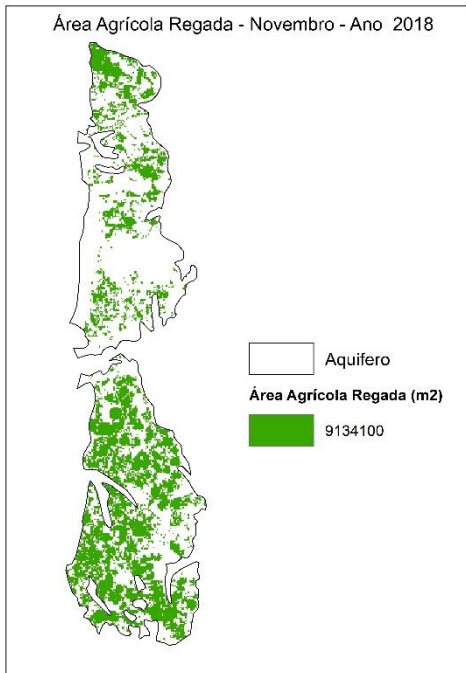 Área Agrícola Regada - Novembro - Ano 2018
Aquifero
Área Agrícola Regada (m2)
9134100